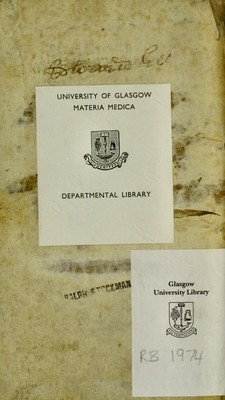 UNIVERSITY OF GLASGOW
MATERIA MEDICA
DEPARTMENTAL LIBRARY
RALPH STOCKMAN
Glasgow
University Library
RB 1974